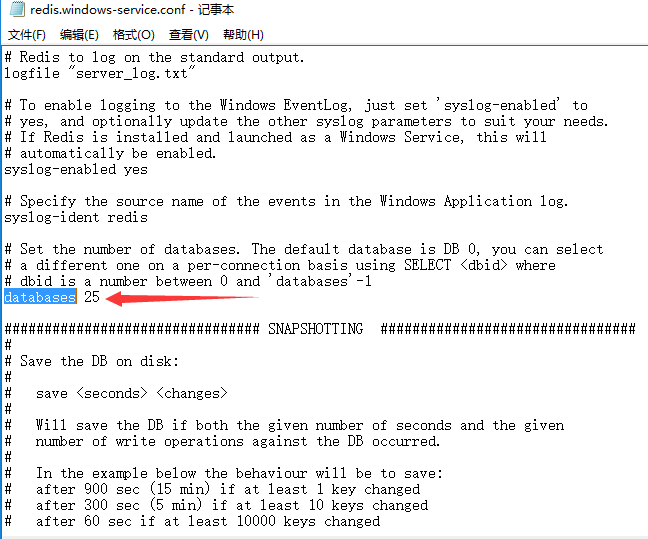 redis.windows-service.conf - 记事本
文件(F) 编辑(E) 格式(O) 查看(V) 帮助(H)
# Redis to log on the standard output.
logfile "server_log.txt"
# To enable logging to the Windows EventLog, just set 'syslog-enabled' to
# yes, and optionally update the other syslog parameters to suit your needs.
# If Redis is installed and launched as a Windows Service, this will
# automatically be enabled.
syslog-enabled yes
# Specify the source name of the events in the Windows Application log.
syslog-ident redis
# Set the number of databases. The default database is DB 0, you can select
# a different one on a per-connection basis using SELECT <dbid> where
# dbid is a number between 0 and 'databases'-1
databases 25
################################ SNAPSHOTTING  ################################
#
# Save the DB on disk:
#
#   save <seconds> <changes>
#
#   Will save the DB if both the given number of seconds and the given
#   number of write operations against the DB occurred.
#
#   In the example below the behaviour will be to save:
#   after 900 sec (15 min) if at least 1 key changed
#   after 300 sec (5 min) if at least 10 keys changed
#   after 60 sec if at least 10000 keys changed